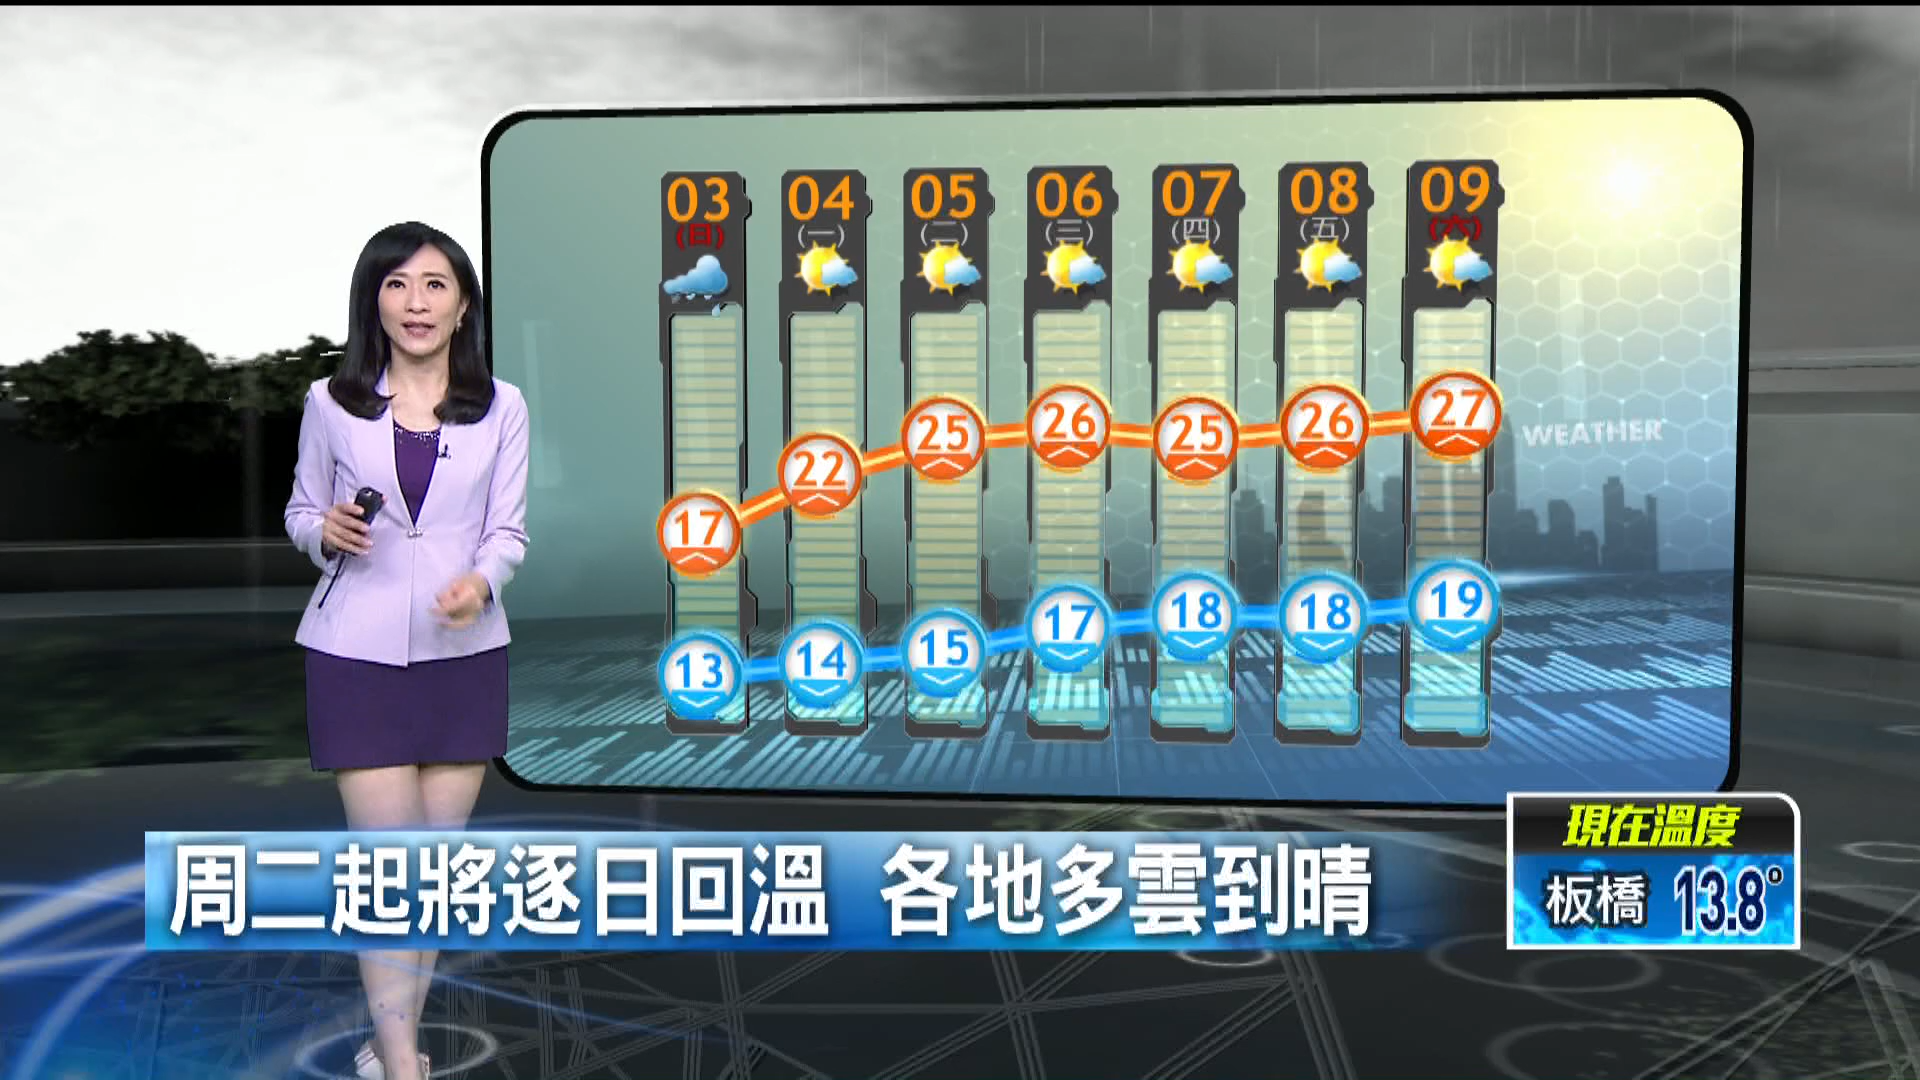 03 04 05 06 07 08 09
(日) (一) (二) (三) (四) (五) (六)
17 22 25 26 25 26 27
WEATHER
13 14 15 17 18 18 19
現在溫度
板橋 13.8°
周二起將逐日回溫 各地多雲到晴